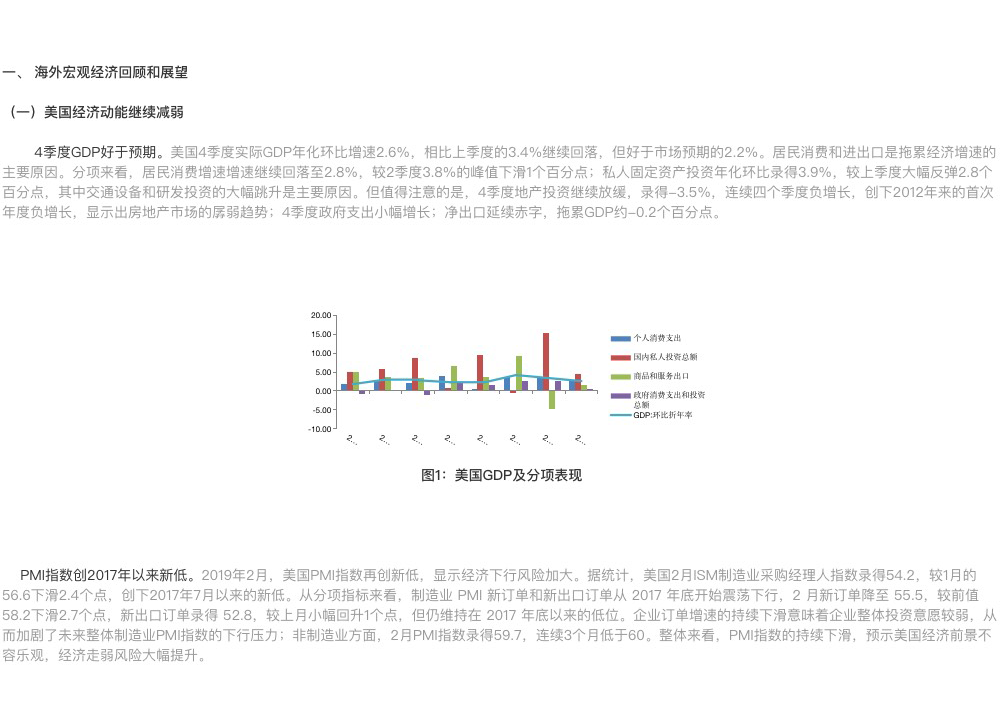 一、 海外宏观经济回顾和展望
（一）美国经济动能继续减弱
4季度GDP好于预期。美国4季度实际GDP年化环比增速2.6%，相比上季度的3.4%继续回落，但好于市场预期的2.2%。居民消费和进出口是拖累经济增速的
主要原因。分项来看，居民消费增速增速继续回落至2.8%，较2季度3.8%的峰值下滑1个百分点；私人固定资产投资年化环比录得3.9%，较上季度大幅反弹2.8个
百分点，其中交通设备和研发投资的大幅跳升是主要原因。但值得注意的是，4季度地产投资继续放缓，录得-3.5%，连续四个季度负增长，创下2012年来的首次
年度负增长，显示出房地产市场的孱弱趋势；4季度政府支出小幅增长；净出口延续赤字，拖累GDP约-0.2个百分点。
20.00
15.00
10.00
5.00
0.00
-5.00
-10.00
2... 2... 2... 2... 2... 2... 2... 2...
个人消费支出
国内私人投资总额
商品和服务出口
政府消费支出和投资
总额
GDP:环比折年率
图1：美国GDP及分项表现
PMI指数创2017年以来新低。2019年2月，美国PMI指数再创新低，显示经济下行风险加大。据统计，美国2月ISM制造业采购经理人指数录得54.2，较1月的
56.6下滑2.4个点，创下2017年7月以来的新低。从分项指标来看，制造业 PMI 新订单和新出口订单从 2017 年底开始震荡下行，2 月新订单降至 55.5，较前值
58.2下滑2.7个点，新出口订单录得 52.8，较上月小幅回升1个点，但仍维持在 2017 年底以来的低位。企业订单增速的持续下滑意味着企业整体投资意愿较弱，从
而加剧了未来整体制造业PMI指数的下行压力；非制造业方面，2月PMI指数录得59.7，连续3个月低于60。整体来看，PMI指数的持续下滑，预示美国经济前景不
容乐观，经济走弱风险大幅提升。